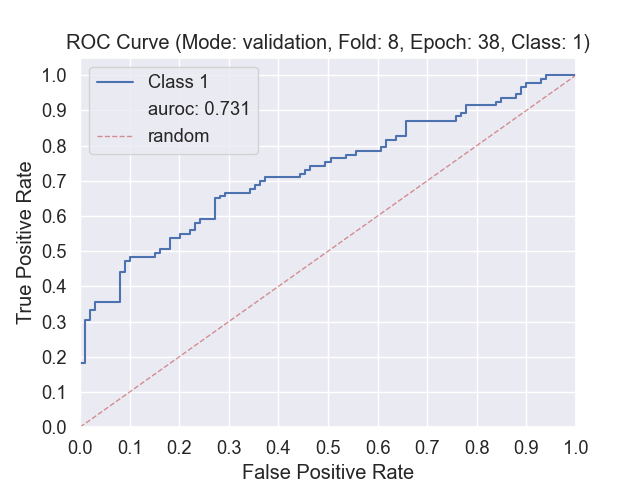 ROC Curve (Mode: validation, Fold: 8, Epoch: 38, Class: 1)
Class 1
auroc: 0.731
random
True Positive Rate
1.0
0.9
0.8
0.7
0.6
0.5
0.4
0.3
0.2
0.1
0.0
0.0 0.1 0.2 0.3 0.4 0.5 0.6 0.7 0.8 0.9 1.0
False Positive Rate